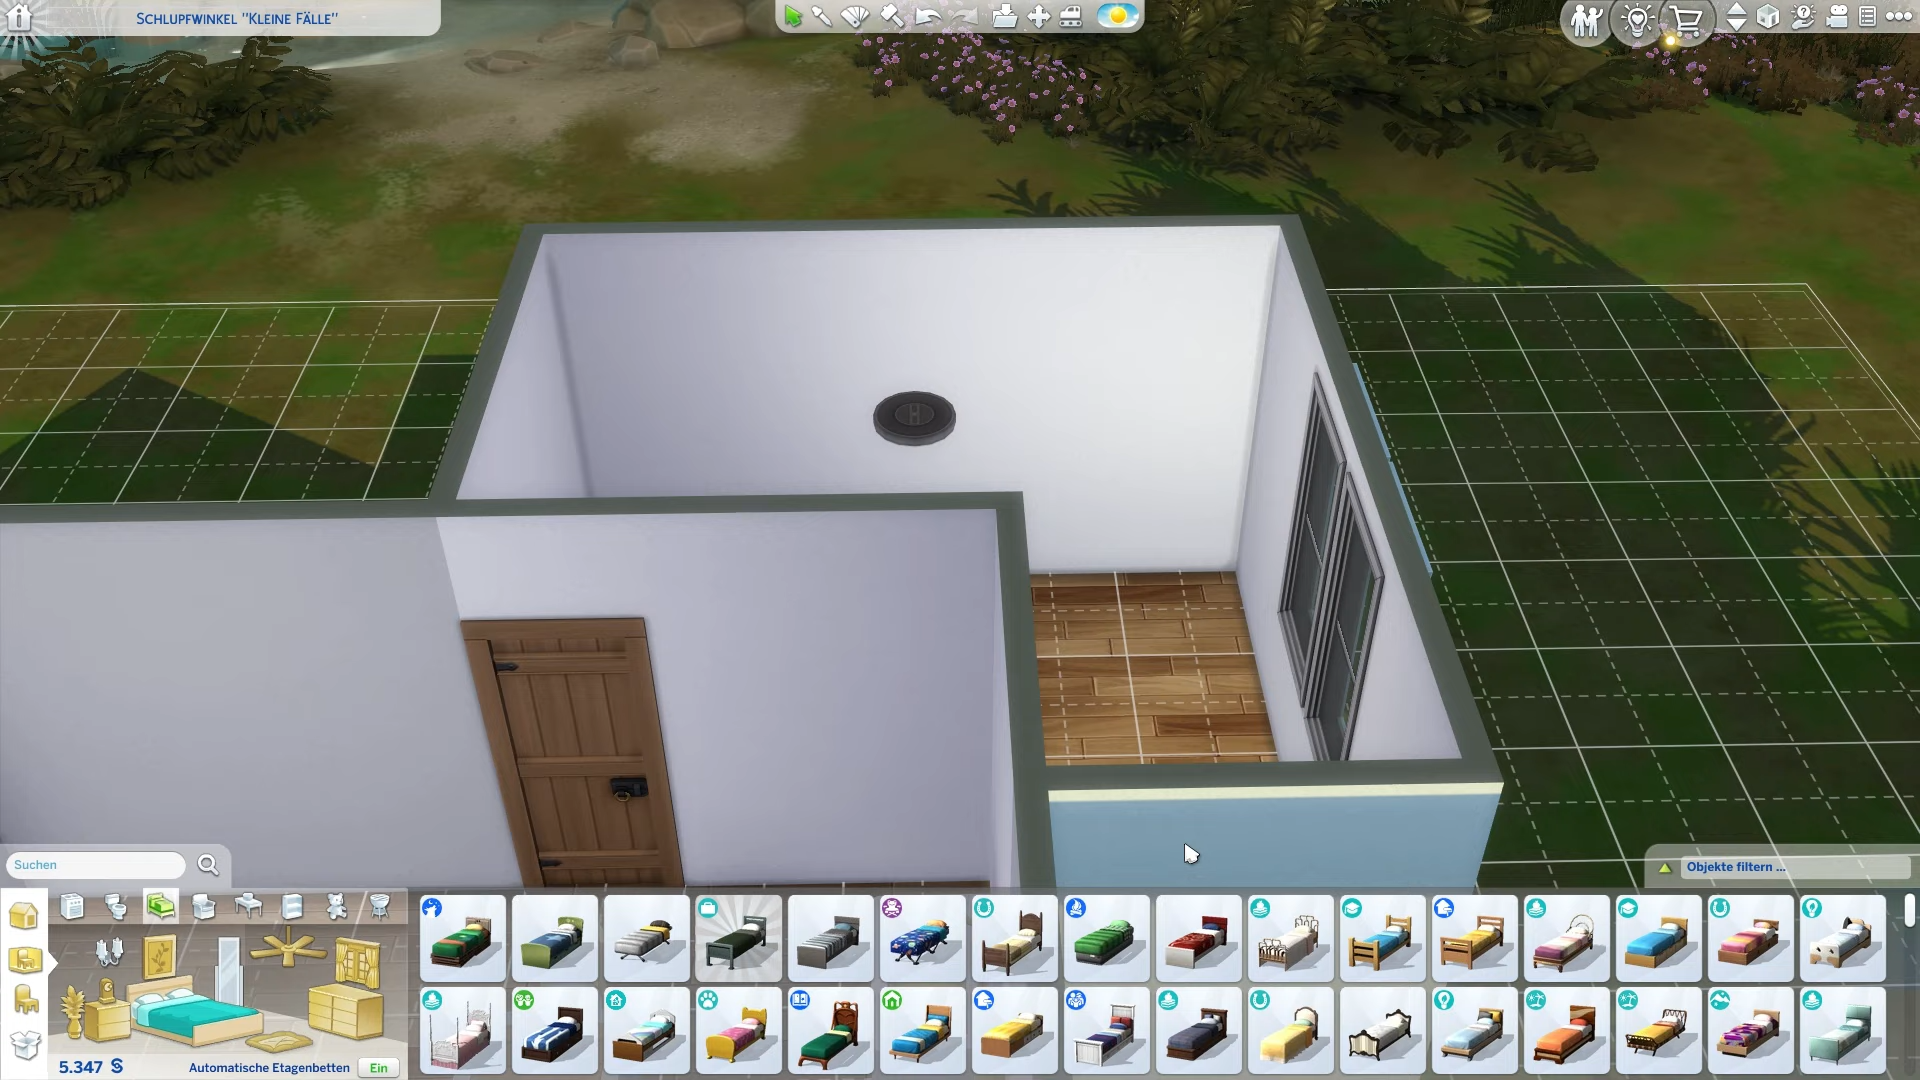 Schlupfwinkel "Kleine Fälle"
Suchen
Objekte filtern ...
5.347 §
Automatische Etagenbetten Ein